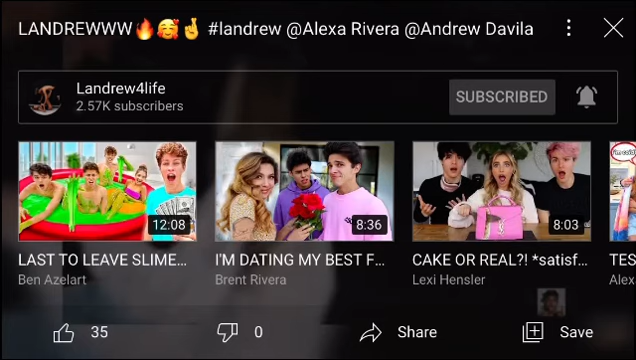 LANDREWWW🔥🥰🤞 #landrew @Alexa Rivera @Andrew Davila
Landrew4life
2.57K subscribers
SUBSCRIBED
12:08
8:36
8:03
LAST TO LEAVE SLIME...
I'M DATING MY BEST F...
CAKE OR REAL?! *satisf...
TES
Ben Azelart
Brent Rivera
Lexi Hensler
Alex
35
0
Share
Save